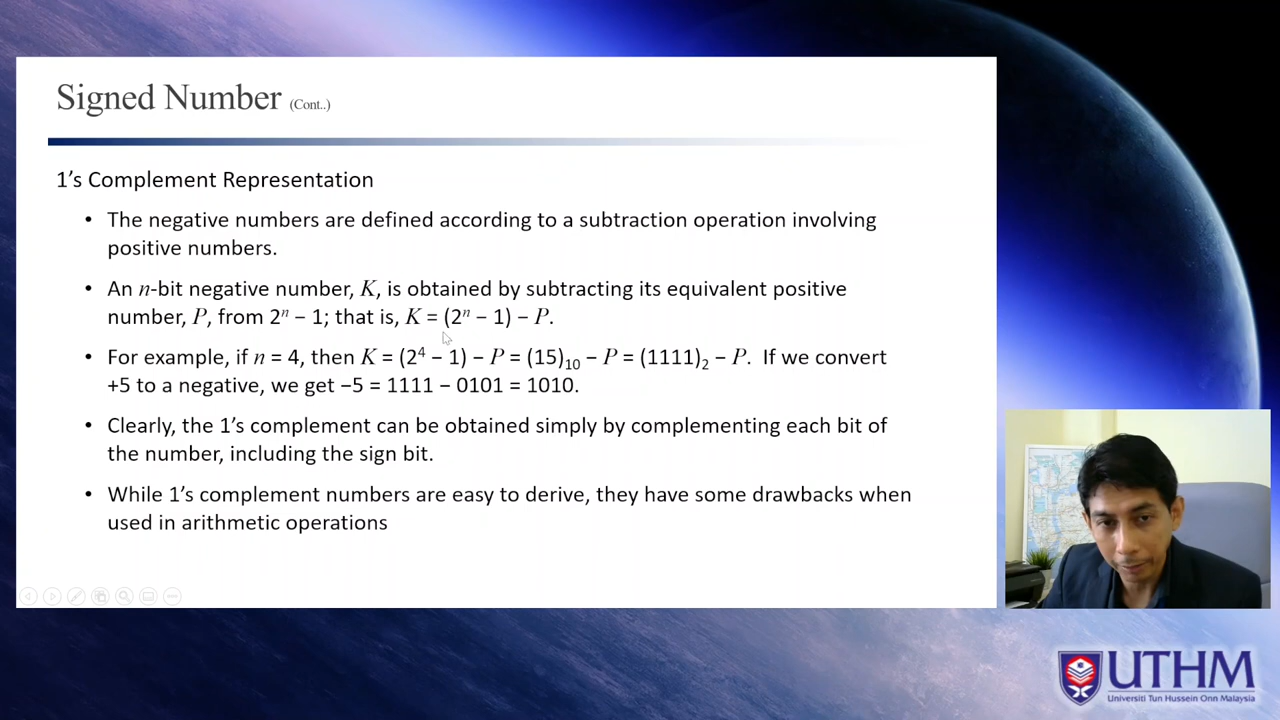 Signed Number (Cont..)
1’s Complement Representation
• The negative numbers are defined according to a subtraction operation involving
positive numbers.
• An n-bit negative number, K, is obtained by subtracting its equivalent positive
number, P, from 2ⁿ − 1; that is, K = (2ⁿ − 1) − P.
• For example, if n = 4, then K = (2⁴ − 1) − P = (15)₁₀ − P = (1111)₂ − P. If we convert
+5 to a negative, we get −5 = 1111 − 0101 = 1010.
• Clearly, the 1’s complement can be obtained simply by complementing each bit of
the number, including the sign bit.
• While 1’s complement numbers are easy to derive, they have some drawbacks when
used in arithmetic operations
UTHM
Universiti Tun Hussein Onn Malaysia